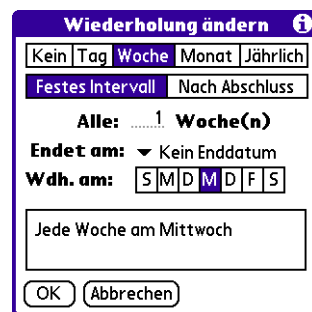 Wiederholung ändern i
Kein Tag Woche Monat Jährlich
Festes Intervall Nach Abschluss
Alle: 1 Woche(n)
Endet am: Kein Enddatum
Wdh. am: S M D M D F S
Jede Woche am Mittwoch
OK Abbrechen